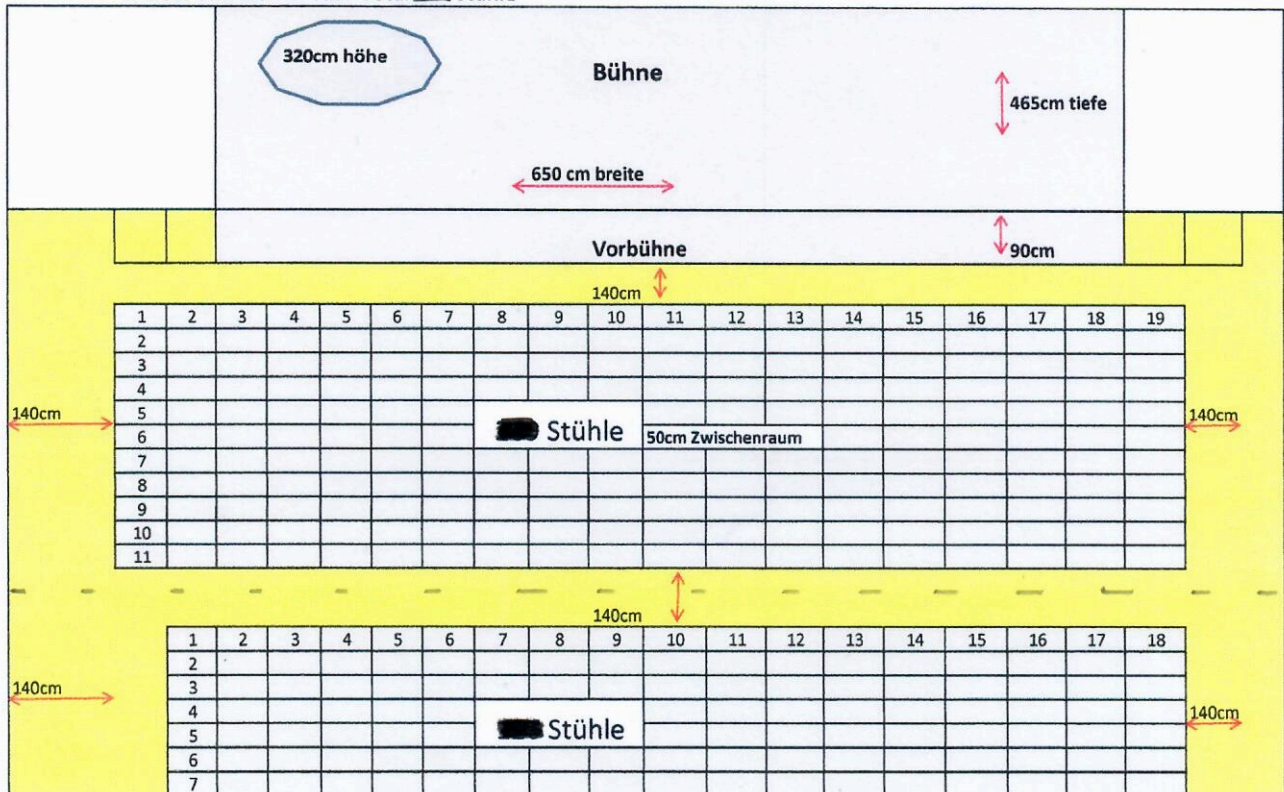 320cm höhe
Bühne
465cm tiefe
650 cm breite
Vorbühne
90cm
140cm
1 2 3 4 5 6 7 8 9 10 11 12 13 14 15 16 17 18 19
2
3
4
140cm
5
140cm
Stühle
50cm Zwischenraum
6
7
8
9
10
11
140cm
1 2 3 4 5 6 7 8 9 10 11 12 13 14 15 16 17 18
2
3
140cm
4
140cm
Stühle
5
6
7